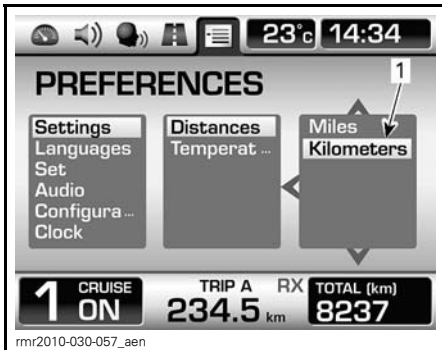 23°c 14:34
PREFERENCES
1
Settings
Languages
Set
Audio
Configura...
Clock
Distances
Temperat...
Miles
Kilometers
1 CRUISE ON
TRIP A
234.5 km
RX
TOTAL (km)
8237
rmr2010-030-057_aen